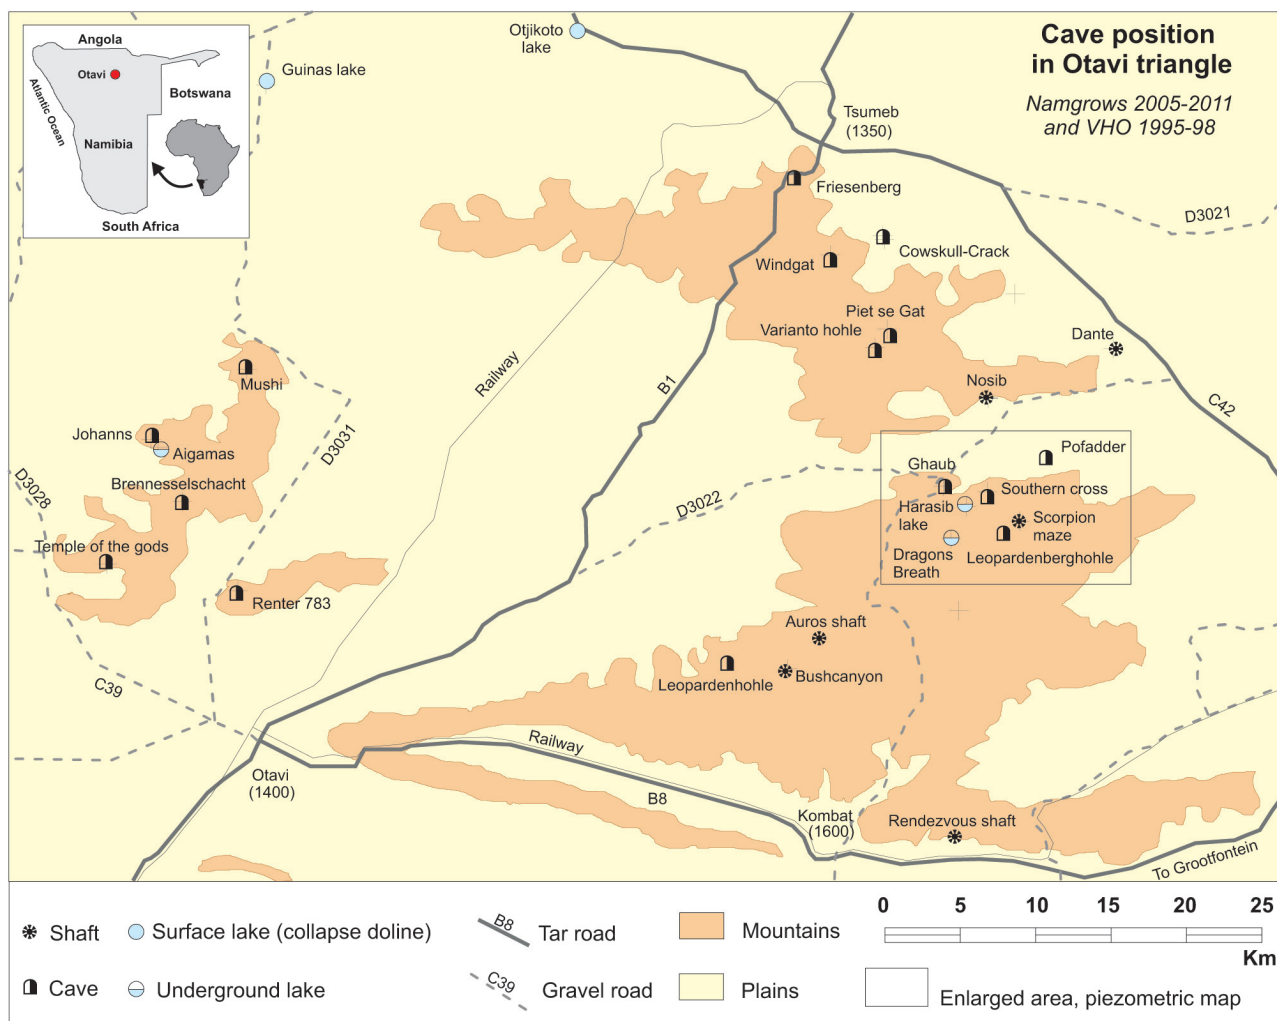 Cave position
in Otavi triangle
Namgrows 2005-2011
and VHO 1995-98
Angola
Otavi
Atlantic Ocean
Botswana
Namibia
South Africa
Guinas lake
Otjikoto
lake
Tsumeb
(1350)
Friesenberg
D3021
Cowskull-Crack
Windgat
Piet se Gat
Varianto hohle
Dante
Railway
B1
Nosib
C42
Mushi
Johanns
Aigamas
D3031
Brennesselschacht
D3028
Temple of the gods
Renter 783
D3022
Pofadder
Ghaub
Southern cross
Harasib
lake
Scorpion
maze
Dragons
Breath
Leopardenberghohle
Auros shaft
Leopardenhohle
Bushcanyon
C39
Railway
Otavi
(1400)
B8
Kombat
(1600)
Rendezvous shaft
To Grootfontein
Shaft
Surface lake (collapse doline)
B8
Tar road
Mountains
0 5 10 15 20 25
Km
Cave
Underground lake
C39
Gravel road
Plains
Enlarged area, piezometric map